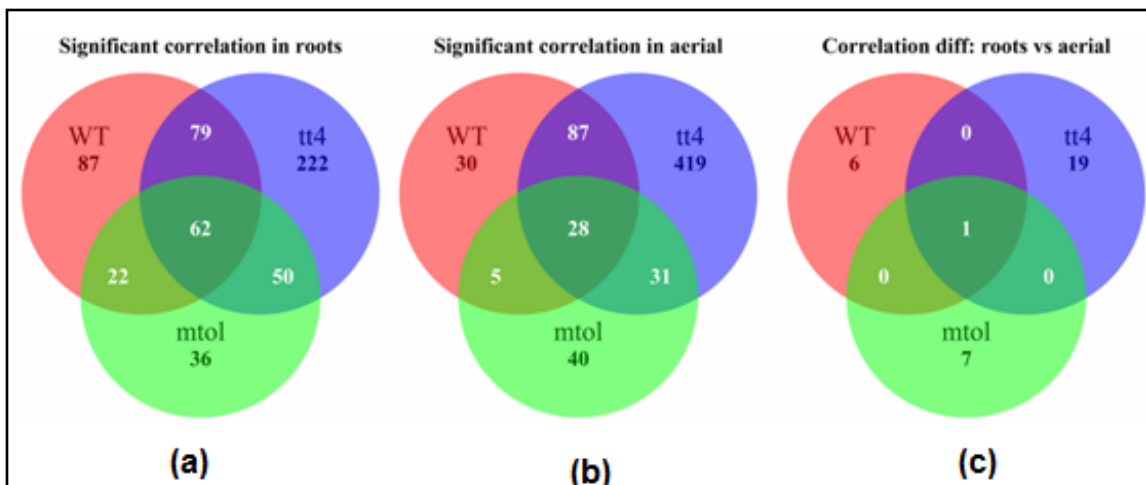 Significant correlation in roots
WT
87
79
tt4
222
62
22
50
mtol
36
(a)
Significant correlation in aerial
WT
30
87
tt4
419
28
5
31
mtol
40
(b)
Correlation diff: roots vs aerial
WT
6
0
tt4
19
1
0
0
mtol
7
(c)